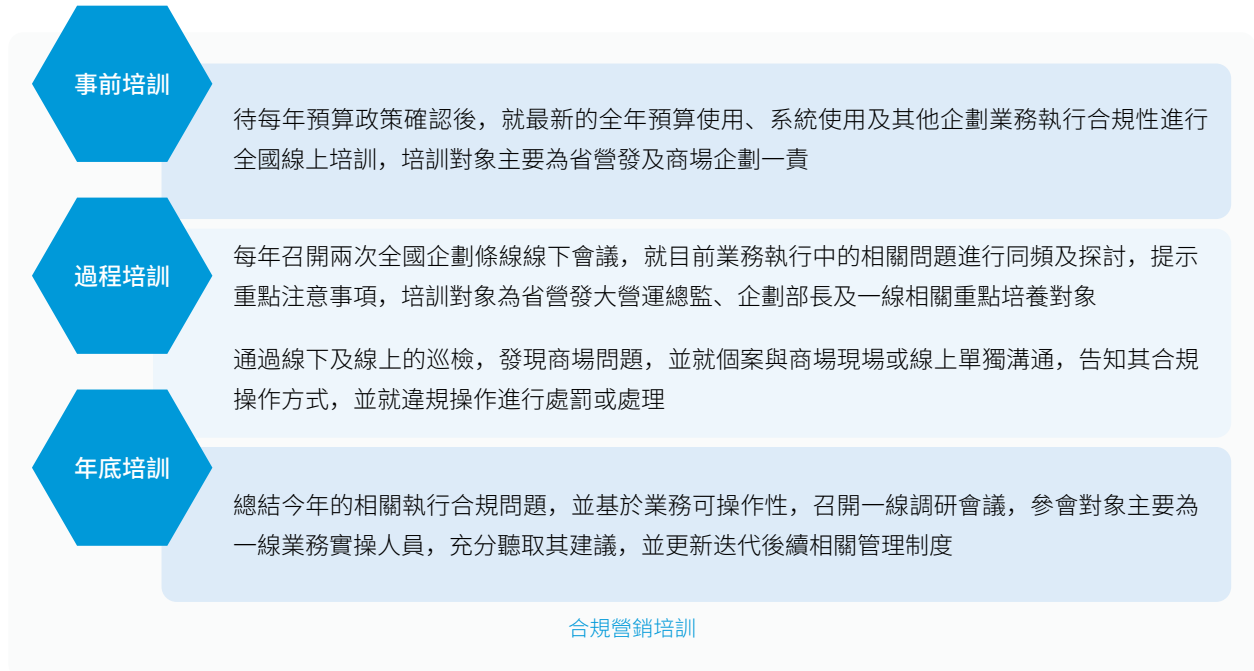 事前培訓
待每年預算政策確認後，就最新的全年預算使用、系統使用及其他企劃業務執行合規性進行
全國線上培訓，培訓對象主要為省營發及商場企劃一責
過程培訓
每年召開兩次全國企劃條線線下會議，就目前業務執行中的相關問題進行同頻及探討，提示
重點注意事項，培訓對象為省營發大營運總監、企劃部長及一線相關重點培養對象
通過線下及線上的巡檢，發現商場問題，並就個案與商場現場或線上單獨溝通，告知其合規
操作方式，並就違規操作進行處罰或處理
年底培訓
總結今年的相關執行合規問題，並基於業務可操作性，召開一線調研會議，參會對象主要為
一線業務實操人員，充分聽取其建議，並更新迭代後續相關管理制度
合規營銷培訓